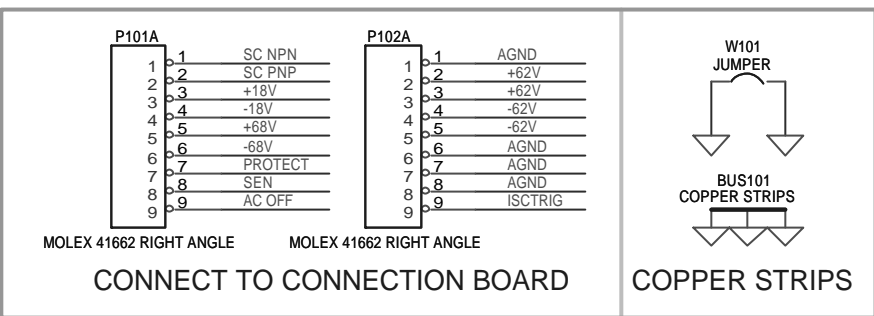 P101A
1 1 SC NPN
2 2 SC PNP
3 3 +18V
4 4 -18V
5 5 +68V
6 6 -68V
7 7 PROTECT
8 8 SEN
9 9 AC OFF
MOLEX 41662 RIGHT ANGLE
P102A
1 1 AGND
2 2 +62V
3 3 +62V
4 4 -62V
5 5 -62V
6 6 AGND
7 7 AGND
8 8 AGND
9 9 ISCTRIG
MOLEX 41662 RIGHT ANGLE
CONNECT TO CONNECTION BOARD
W101
JUMPER
BUS101
COPPER STRIPS
COPPER STRIPS